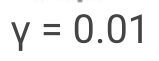 γ = 0.01